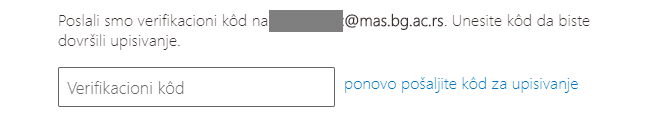 Poslali smo verifikacioni kôd na @mas.bg.ac.rs. Unesite kôd da biste
dovršili upisivanje.
Verifikacioni kôd
ponovo pošaljite kôd za upisivanje